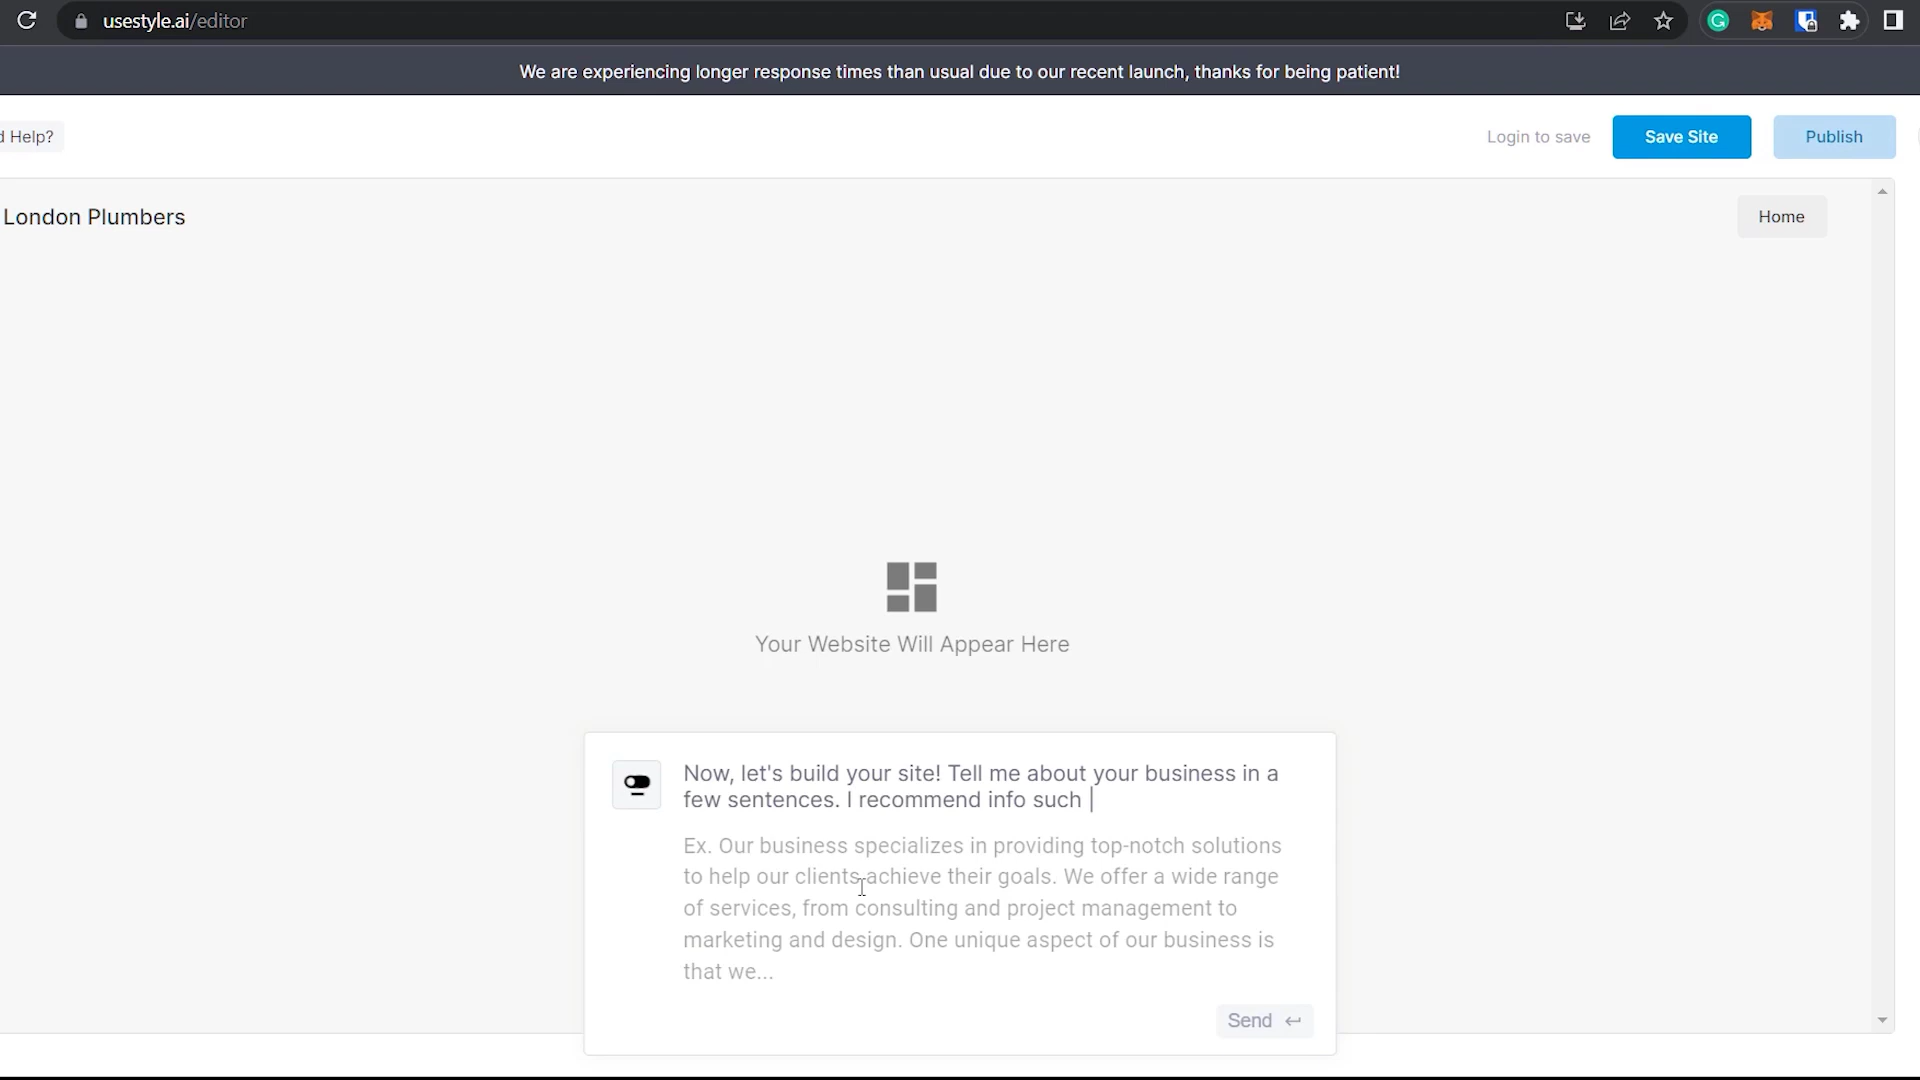 usestyle.ai/editor
We are experiencing longer response times than usual due to our recent launch, thanks for being patient!
d Help?
Login to save
Save Site
Publish
London Plumbers
Home
Your Website Will Appear Here
Now, let's build your site! Tell me about your business in a
few sentences. I recommend info such
Ex. Our business specializes in providing top-notch solutions
to help our clients achieve their goals. We offer a wide range
of services, from consulting and project management to
marketing and design. One unique aspect of our business is
that we...
Send